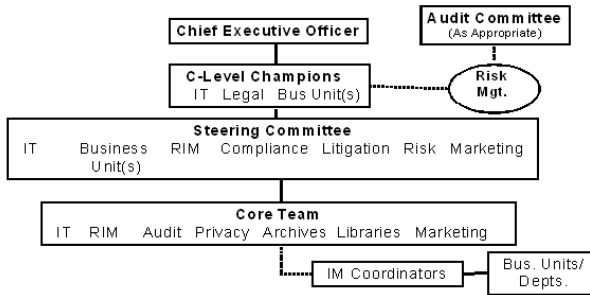 Chief Executive Officer
Audit Committee
(As Appropriate)
C-Level Champions
IT Legal Bus Unit(s)
Risk
Mgt.
Steering Committee
IT Business RIM Compliance Litigation Risk Marketing
Unit(s)
Core Team
IT RIM Audit Privacy Archives Libraries Marketing
IM Coordinators
Bus. Units/
Depts.